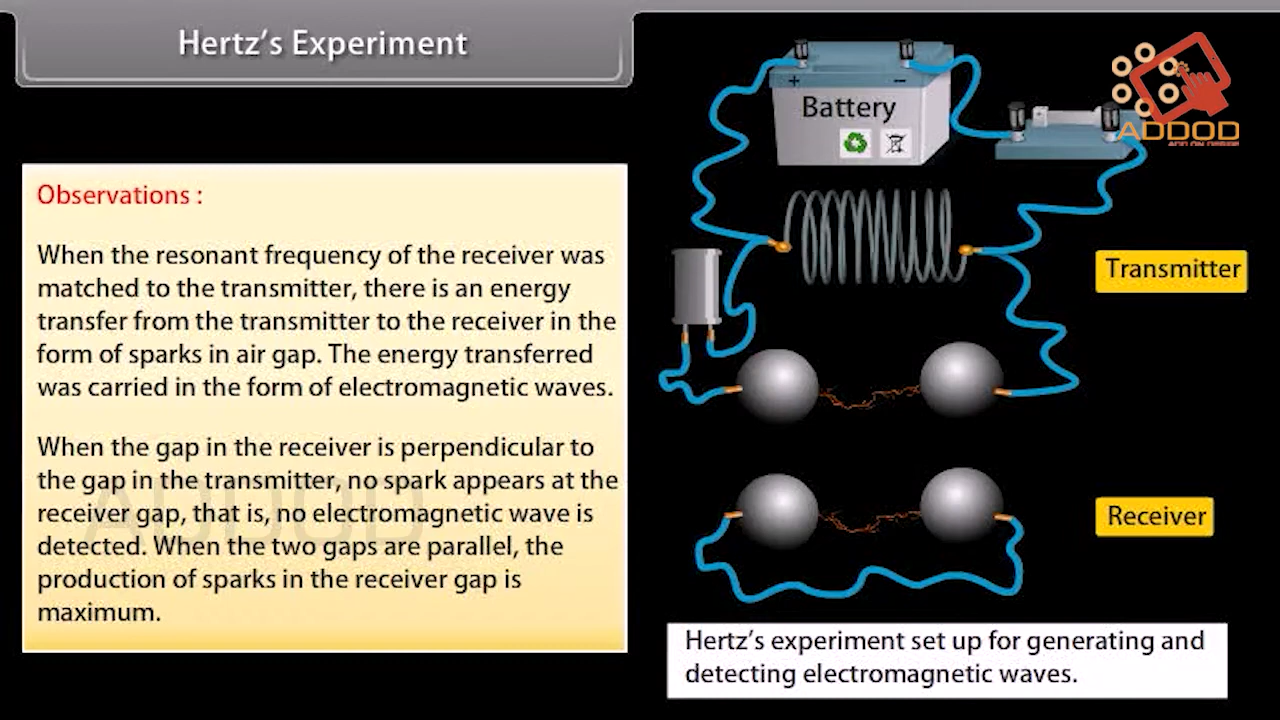 Hertz's Experiment
Observations :
When the resonant frequency of the receiver was
matched to the transmitter, there is an energy
transfer from the transmitter to the receiver in the
form of sparks in air gap. The energy transferred
was carried in the form of electromagnetic waves.
When the gap in the receiver is perpendicular to
the gap in the transmitter, no spark appears at the
receiver gap, that is, no electromagnetic wave is
detected. When the two gaps are parallel, the
production of sparks in the receiver gap is
maximum.
ADDOD
+ −
Battery
ADDOD
ADD ON DESIGN
Transmitter
Receiver
Hertz's experiment set up for generating and
detecting electromagnetic waves.